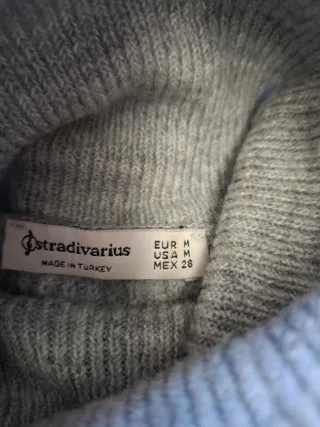 stradivarius
MADE IN TURKEY
EUR M
USA M
MEX 28